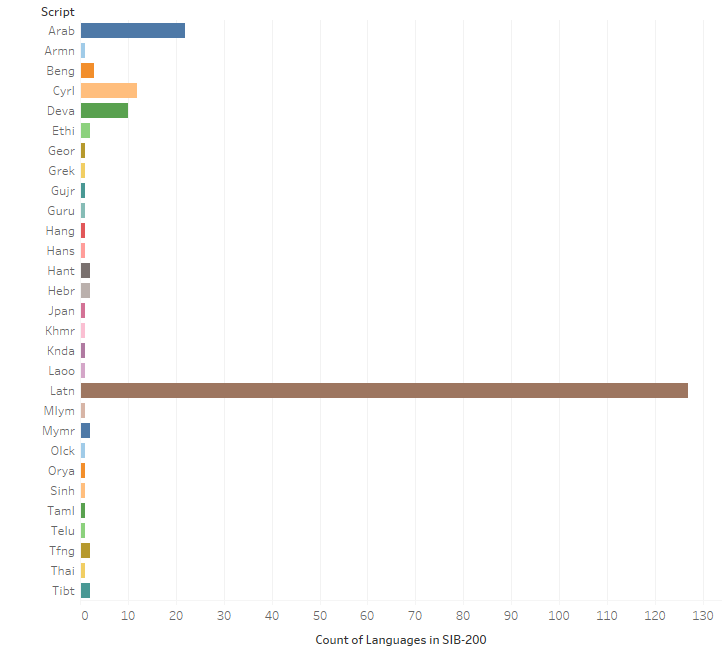 Script
Arab
Armn
Beng
Cyrl
Deva
Ethi
Geor
Grek
Gujr
Guru
Hang
Hans
Hant
Hebr
Jpan
Khmr
Knda
Laoo
Latn
Mlym
Mymr
Olck
Orya
Sinh
Taml
Telu
Tfng
Thai
Tibt
0 10 20 30 40 50 60 70 80 90 100 110 120 130
Count of Languages in SIB-200